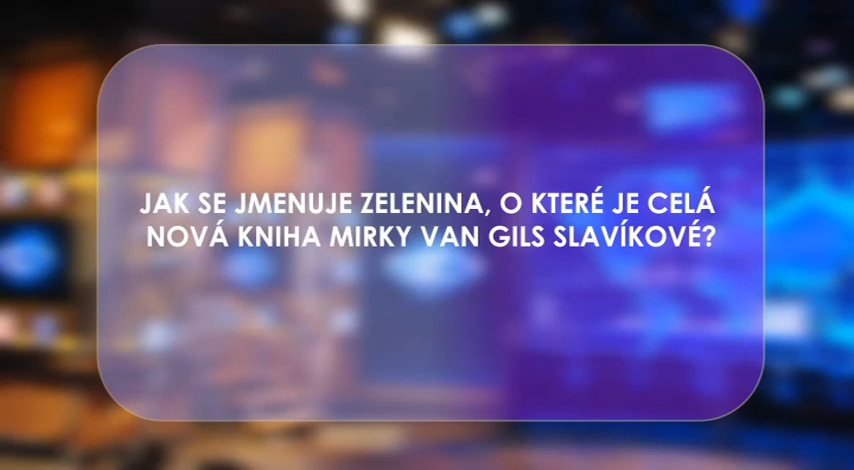 JAK SE JMENUJE ZELENINA, O KTERÉ JE CELÁ
NOVÁ KNIHA MIRKY VAN GILS SLAVÍKOVÉ?